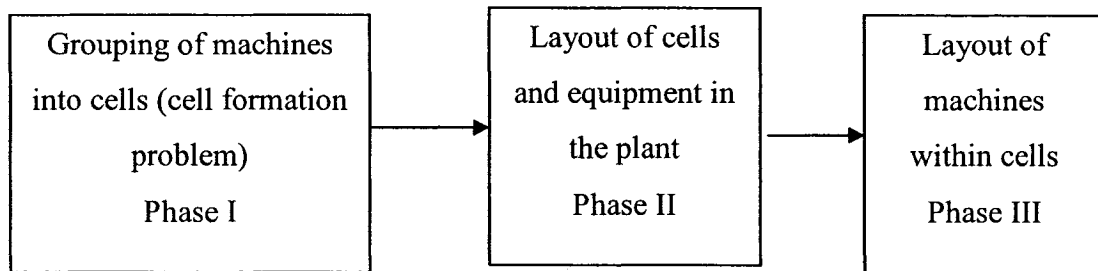 Grouping of machines
into cells (cell formation
problem)
Phase I
Layout of cells
and equipment in
the plant
Phase II
Layout of
machines
within cells
Phase III